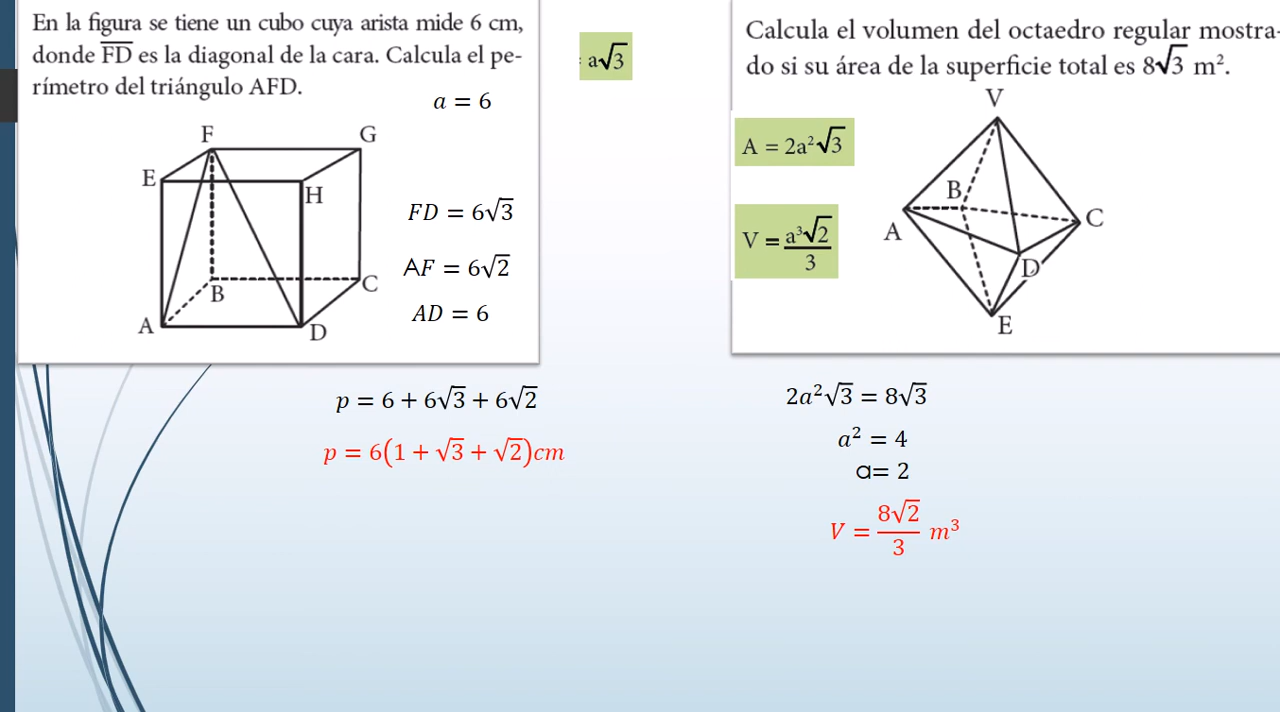 En la figura se tiene un cubo cuya arista mide 6 cm,
donde F̅D̅ es la diagonal de la cara. Calcula el pe-
rímetro del triángulo AFD.
a√3
a = 6
F
G
E
H
B
C
A
D
FD = 6√3
AF = 6√2
AD = 6
p = 6 + 6√3 + 6√2
p = 6(1 + √3 + √2)cm
Calcula el volumen del octaedro regular mostra-
do si su área de la superficie total es 8√3 m².
V
A = 2a²√3
V = a³√2/3
B
A
C
D
E
2a²√3 = 8√3
a² = 4
a= 2
V = 8√2/3 m³